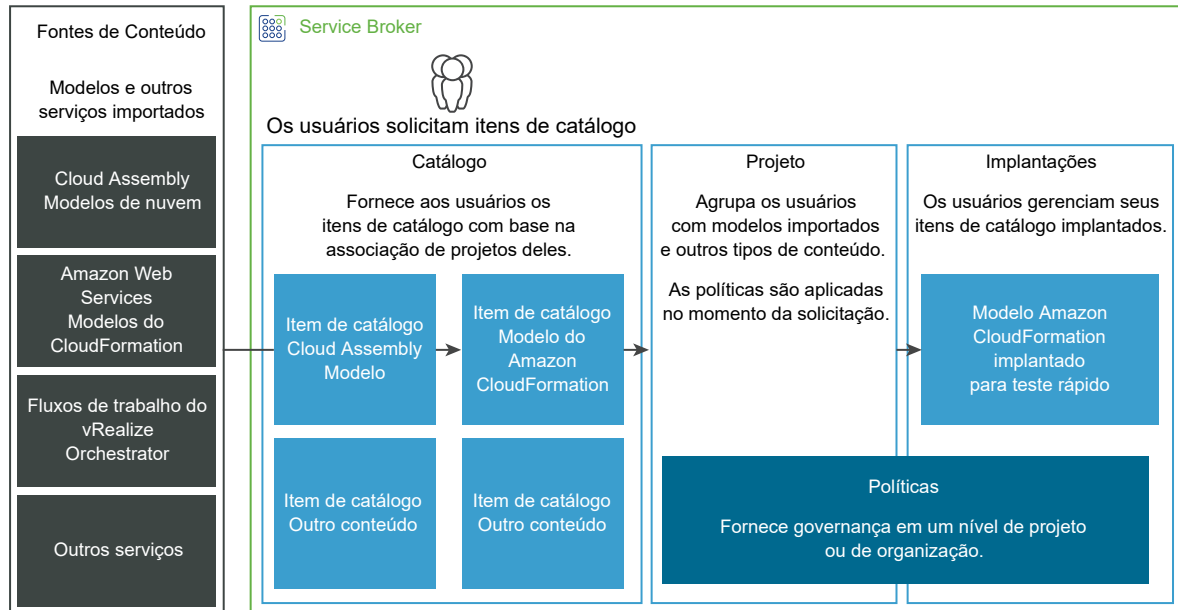 Fontes de Conteúdo
Modelos e outros
serviços importados
Cloud Assembly
Modelos de nuvem
Amazon Web
Services
Modelos do
CloudFormation
Fluxos de trabalho do
vRealize
Orchestrator
Outros serviços
Service Broker
Os usuários solicitam itens de catálogo
Catálogo
Fornece aos usuários os
itens de catálogo com base na
associação de projetos deles.
Item de catálogo
Cloud Assembly
Modelo
Item de catálogo
Modelo do
Amazon
CloudFormation
Item de catálogo
Outro conteúdo
Item de catálogo
Outro conteúdo
Projeto
Agrupa os usuários
com modelos importados
e outros tipos de conteúdo.
As políticas são aplicadas
no momento da solicitação.
Implantações
Os usuários gerenciam seus
itens de catálogo implantados.
Modelo Amazon
CloudFormation
implantado
para teste rápido
Políticas
Fornece governança em um nível de projeto
ou de organização.